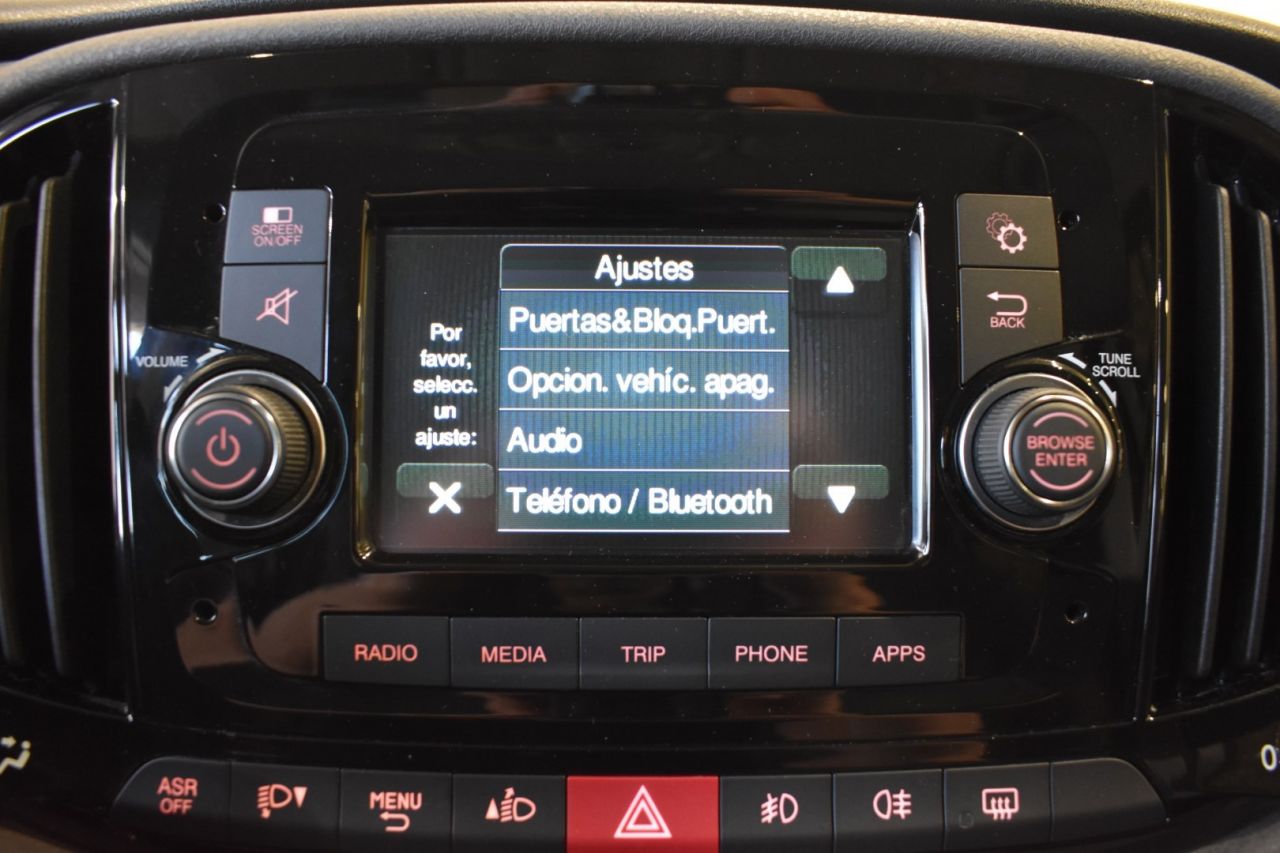 SCREEN
ON/OFF
Ajustes
Por
favor,
selecc.
un
ajuste:
Puertas&Bloq.Puert.
Opcion. vehíc. apag.
Audio
Teléfono / Bluetooth
BACK
VOLUME
TUNE
SCROLL
BROWSE
ENTER
RADIO
MEDIA
TRIP
PHONE
APPS
ASR
OFF
MENU
0